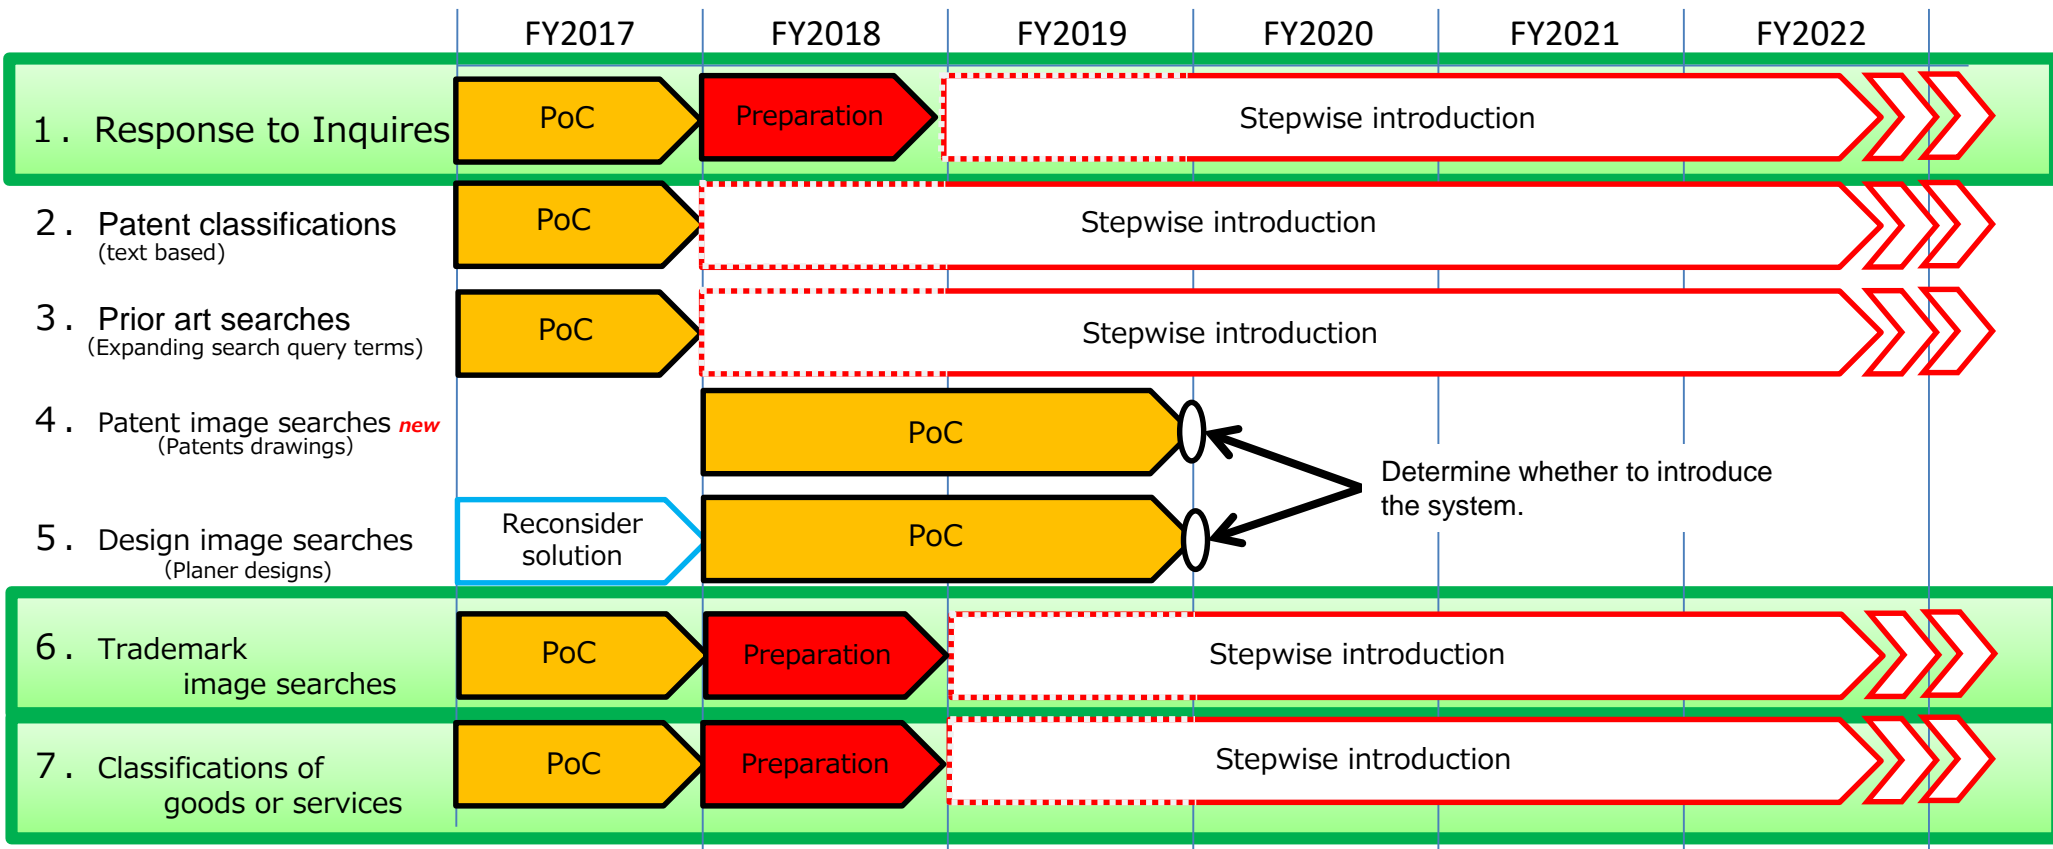 FY2017 FY2018 FY2019 FY2020 FY2021 FY2022
1. Response to Inquires
PoC
Preparation
Stepwise introduction
2. Patent classifications
(text based)
PoC
Stepwise introduction
3. Prior art searches
(Expanding search query terms)
PoC
Stepwise introduction
4. Patent image searches new
(Patents drawings)
PoC
Determine whether to introduce
the system.
5. Design image searches
(Planer designs)
Reconsider
solution
PoC
6. Trademark
image searches
PoC
Preparation
Stepwise introduction
7. Classifications of
goods or services
PoC
Preparation
Stepwise introduction